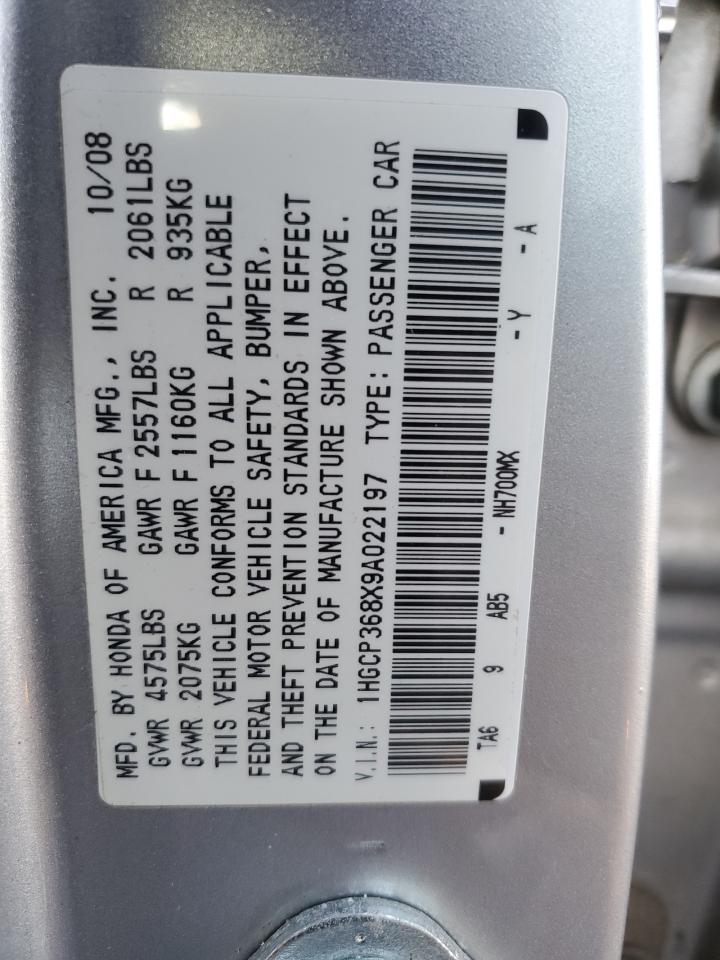 MFD. BY HONDA OF AMERICA MFG., INC. 10/08
GVWR 4575LBS GAWR F 2557LBS R 2061LBS
GVWR 2075KG GAWR F 1160KG R 935KG
THIS VEHICLE CONFORMS TO ALL APPLICABLE
FEDERAL MOTOR VEHICLE SAFETY, BUMPER,
AND THEFT PREVENTION STANDARDS IN EFFECT
ON THE DATE OF MANUFACTURE SHOWN ABOVE.
V.I.N.: 1HGCP368X9A022197 TYPE: PASSENGER CAR
TA6 9 AB5 - NH700MX - Y - A